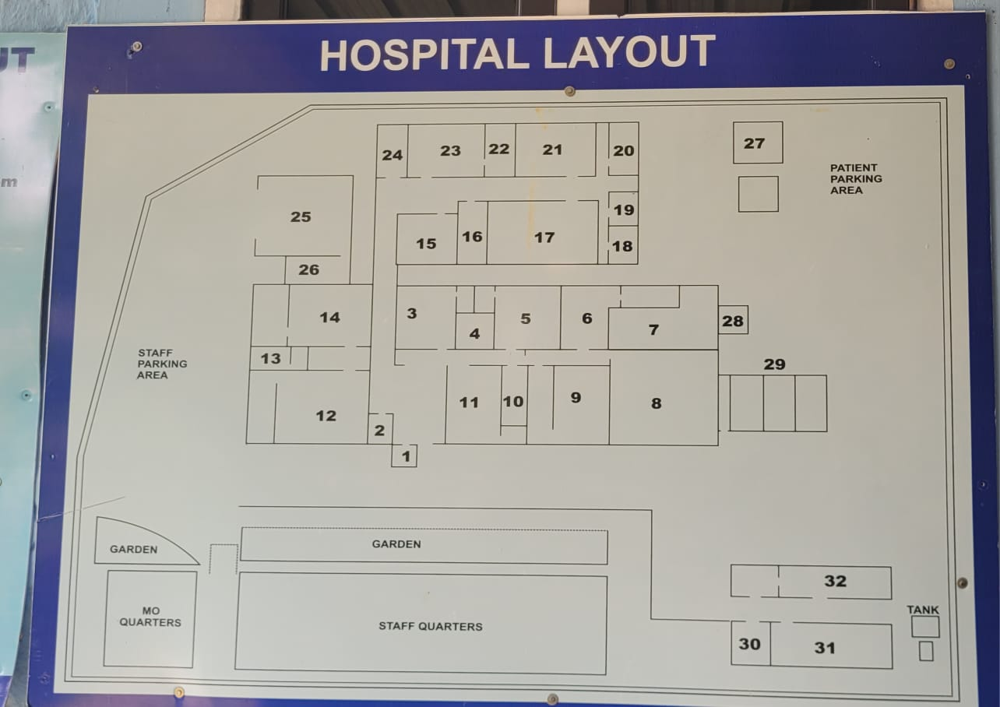 UT
m
HOSPITAL LAYOUT
24
23
22
21
20
27
PATIENT
PARKING
AREA
25
19
15
16
17
18
26
3
14
4
5
6
7
28
STAFF
PARKING
AREA
13
29
12
11
10
9
8
2
1
GARDEN
GARDEN
MO
QUARTERS
STAFF QUARTERS
32
TANK
30
31